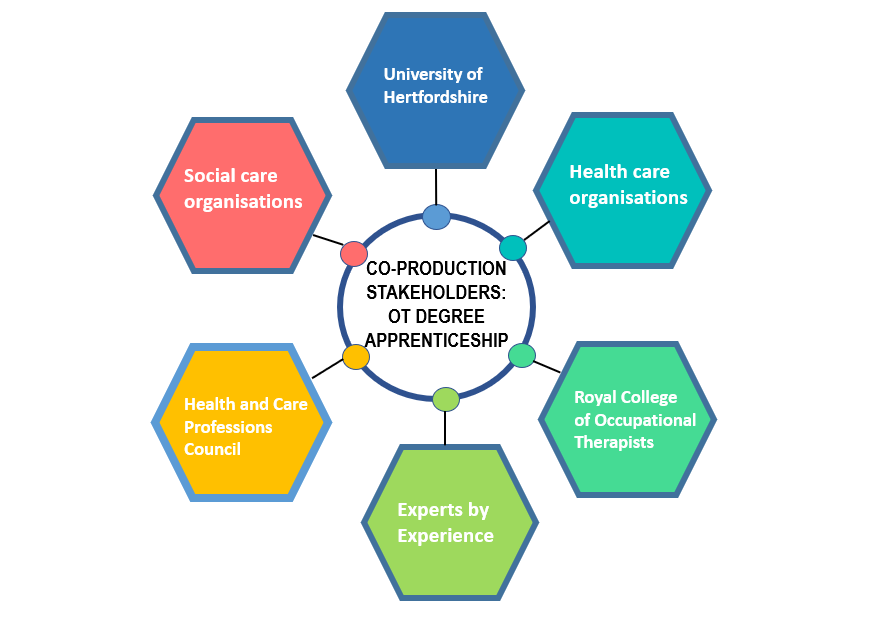 University of
Hertfordshire
Health care
organisations
Social care
organisations
CO-PRODUCTION
STAKEHOLDERS:
OT DEGREE
APPRENTICESHIP
Royal College
of Occupational
Therapists
Health and Care
Professions
Council
Experts by
Experience